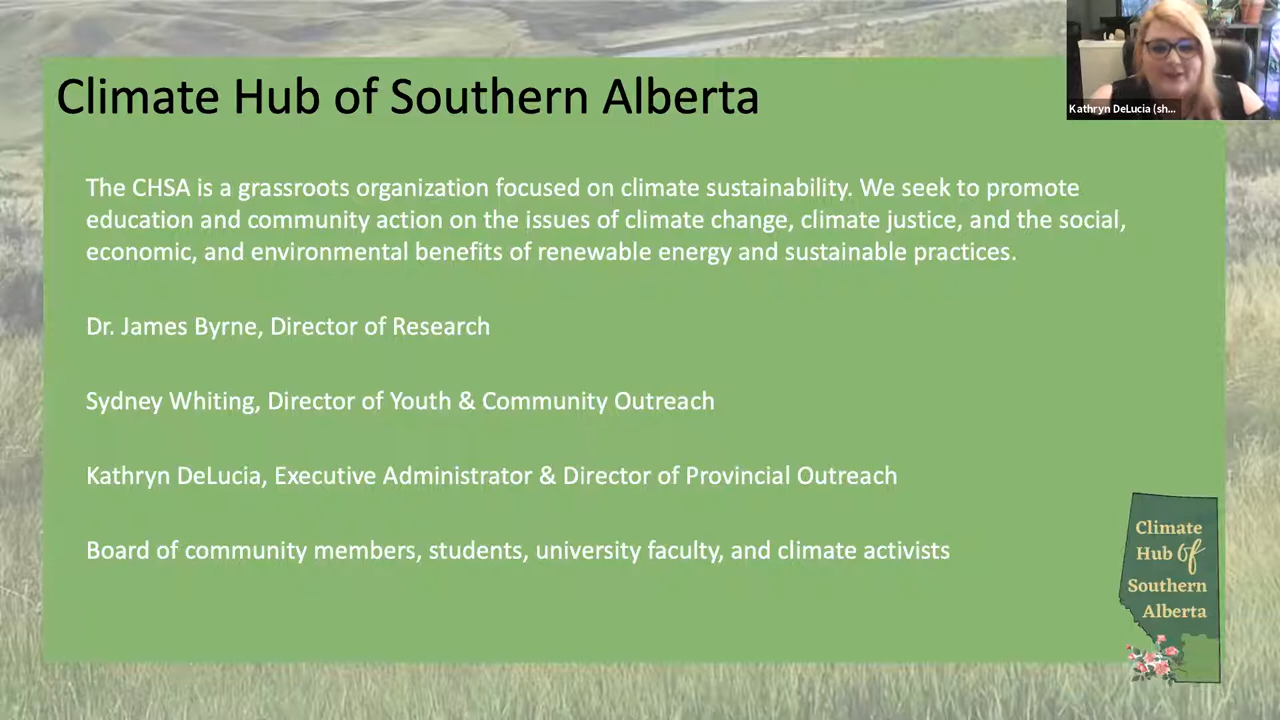 Climate Hub of Southern Alberta
Kathryn DeLucia (sh...
The CHSA is a grassroots organization focused on climate sustainability. We seek to promote
education and community action on the issues of climate change, climate justice, and the social,
economic, and environmental benefits of renewable energy and sustainable practices.
Dr. James Byrne, Director of Research
Sydney Whiting, Director of Youth & Community Outreach
Kathryn DeLucia, Executive Administrator & Director of Provincial Outreach
Board of community members, students, university faculty, and climate activists
Climate
Hub of
Southern
Alberta